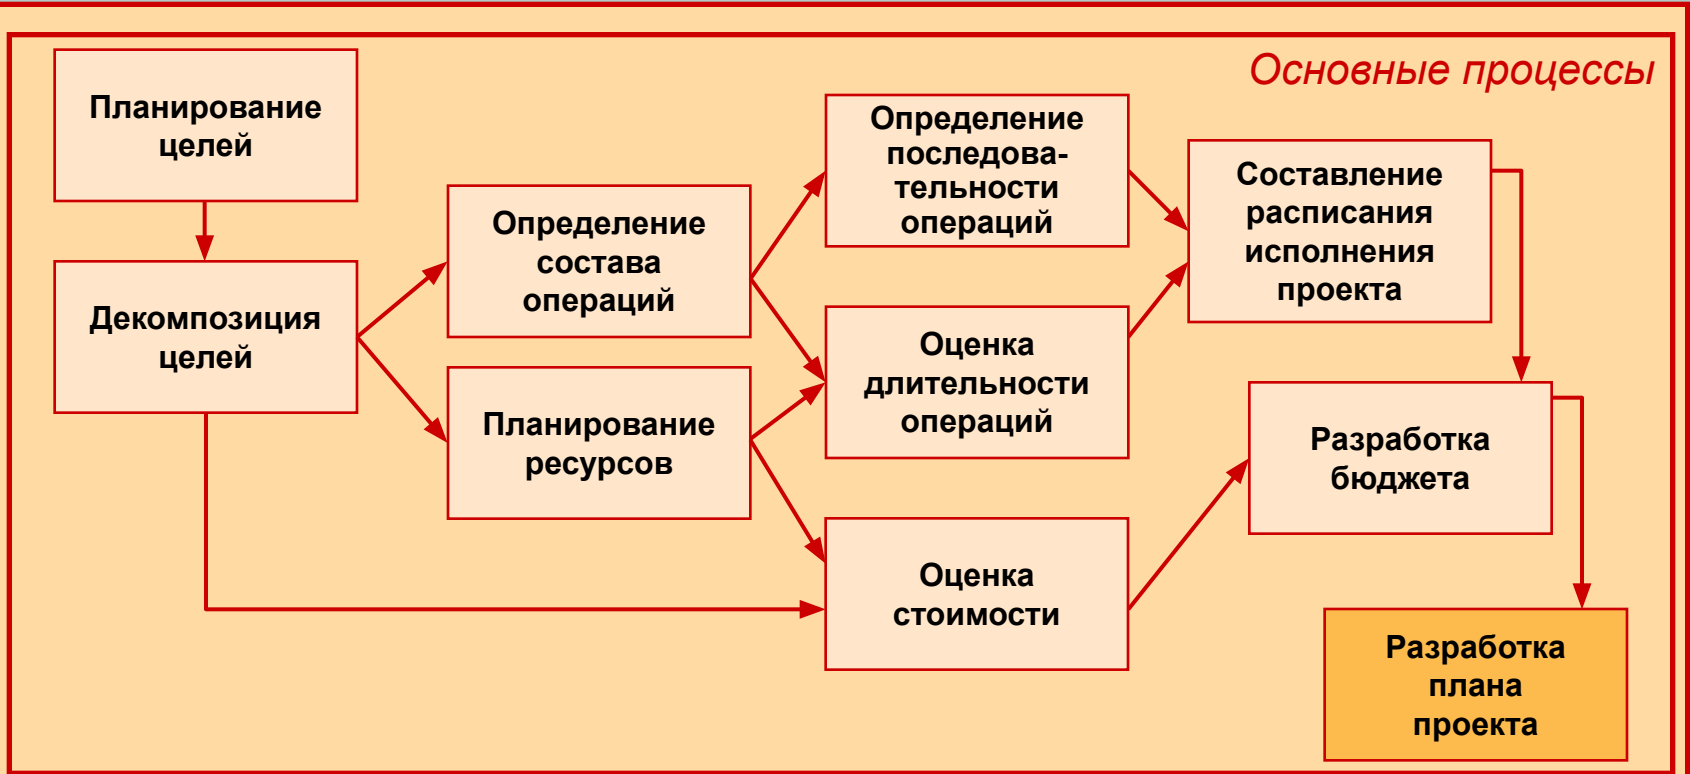 Основные процессы
Планирование
целей
Декомпозиция
целей
Определение
состава
операций
Планирование
ресурсов
Определение
последова-
тельности
операций
Оценка
длительности
операций
Оценка
стоимости
Составление
расписания
исполнения
проекта
Разработка
бюджета
Разработка
плана
проекта